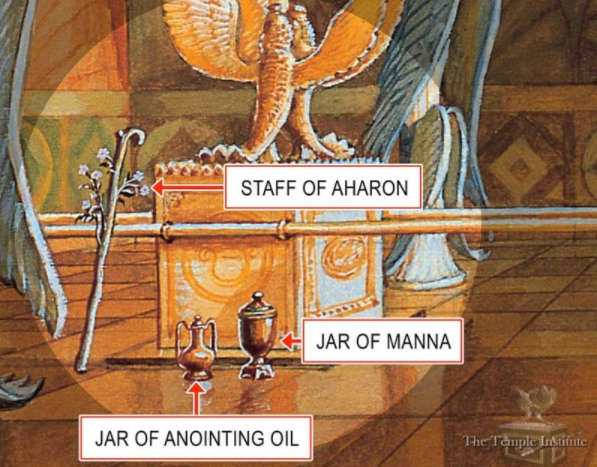 STAFF OF AHARON
JAR OF MANNA
JAR OF ANOINTING OIL
The Temple Institute